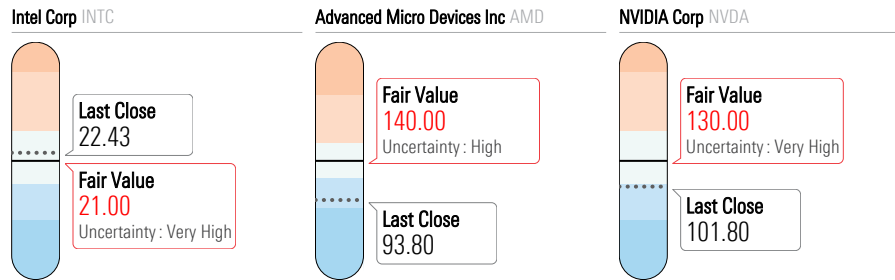 Intel Corp INTC
Last Close
22.43
Fair Value
21.00
Uncertainty : Very High
Advanced Micro Devices Inc AMD
Fair Value
140.00
Uncertainty : High
Last Close
93.80
NVIDIA Corp NVDA
Fair Value
130.00
Uncertainty : Very High
Last Close
101.80